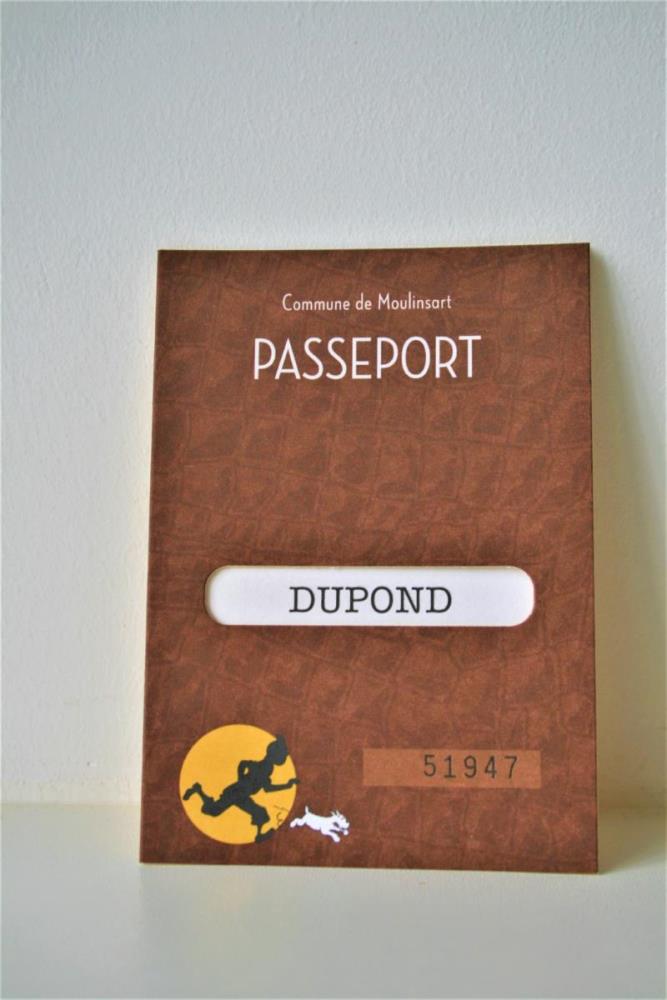 Commune de Moulinsart
PASSEPORT
DUPOND
51947